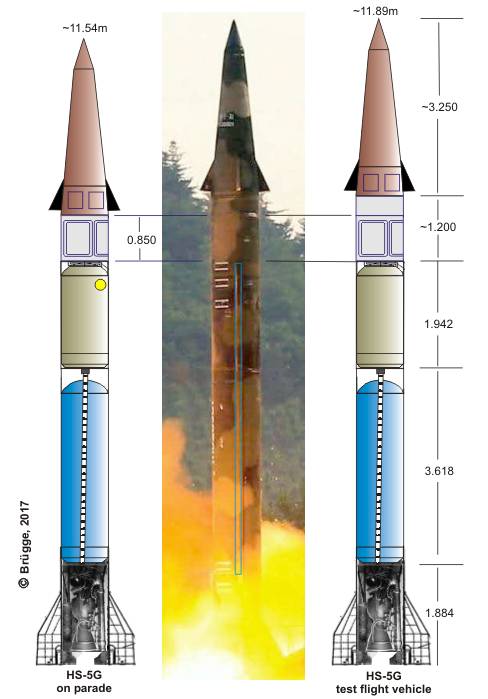 ~11.54m
~11.89m
~3.250
~1.200
0.850
1.942
3.618
1.884
© Brügge, 2017
HS-5G
on parade
HS-5G
test flight vehicle